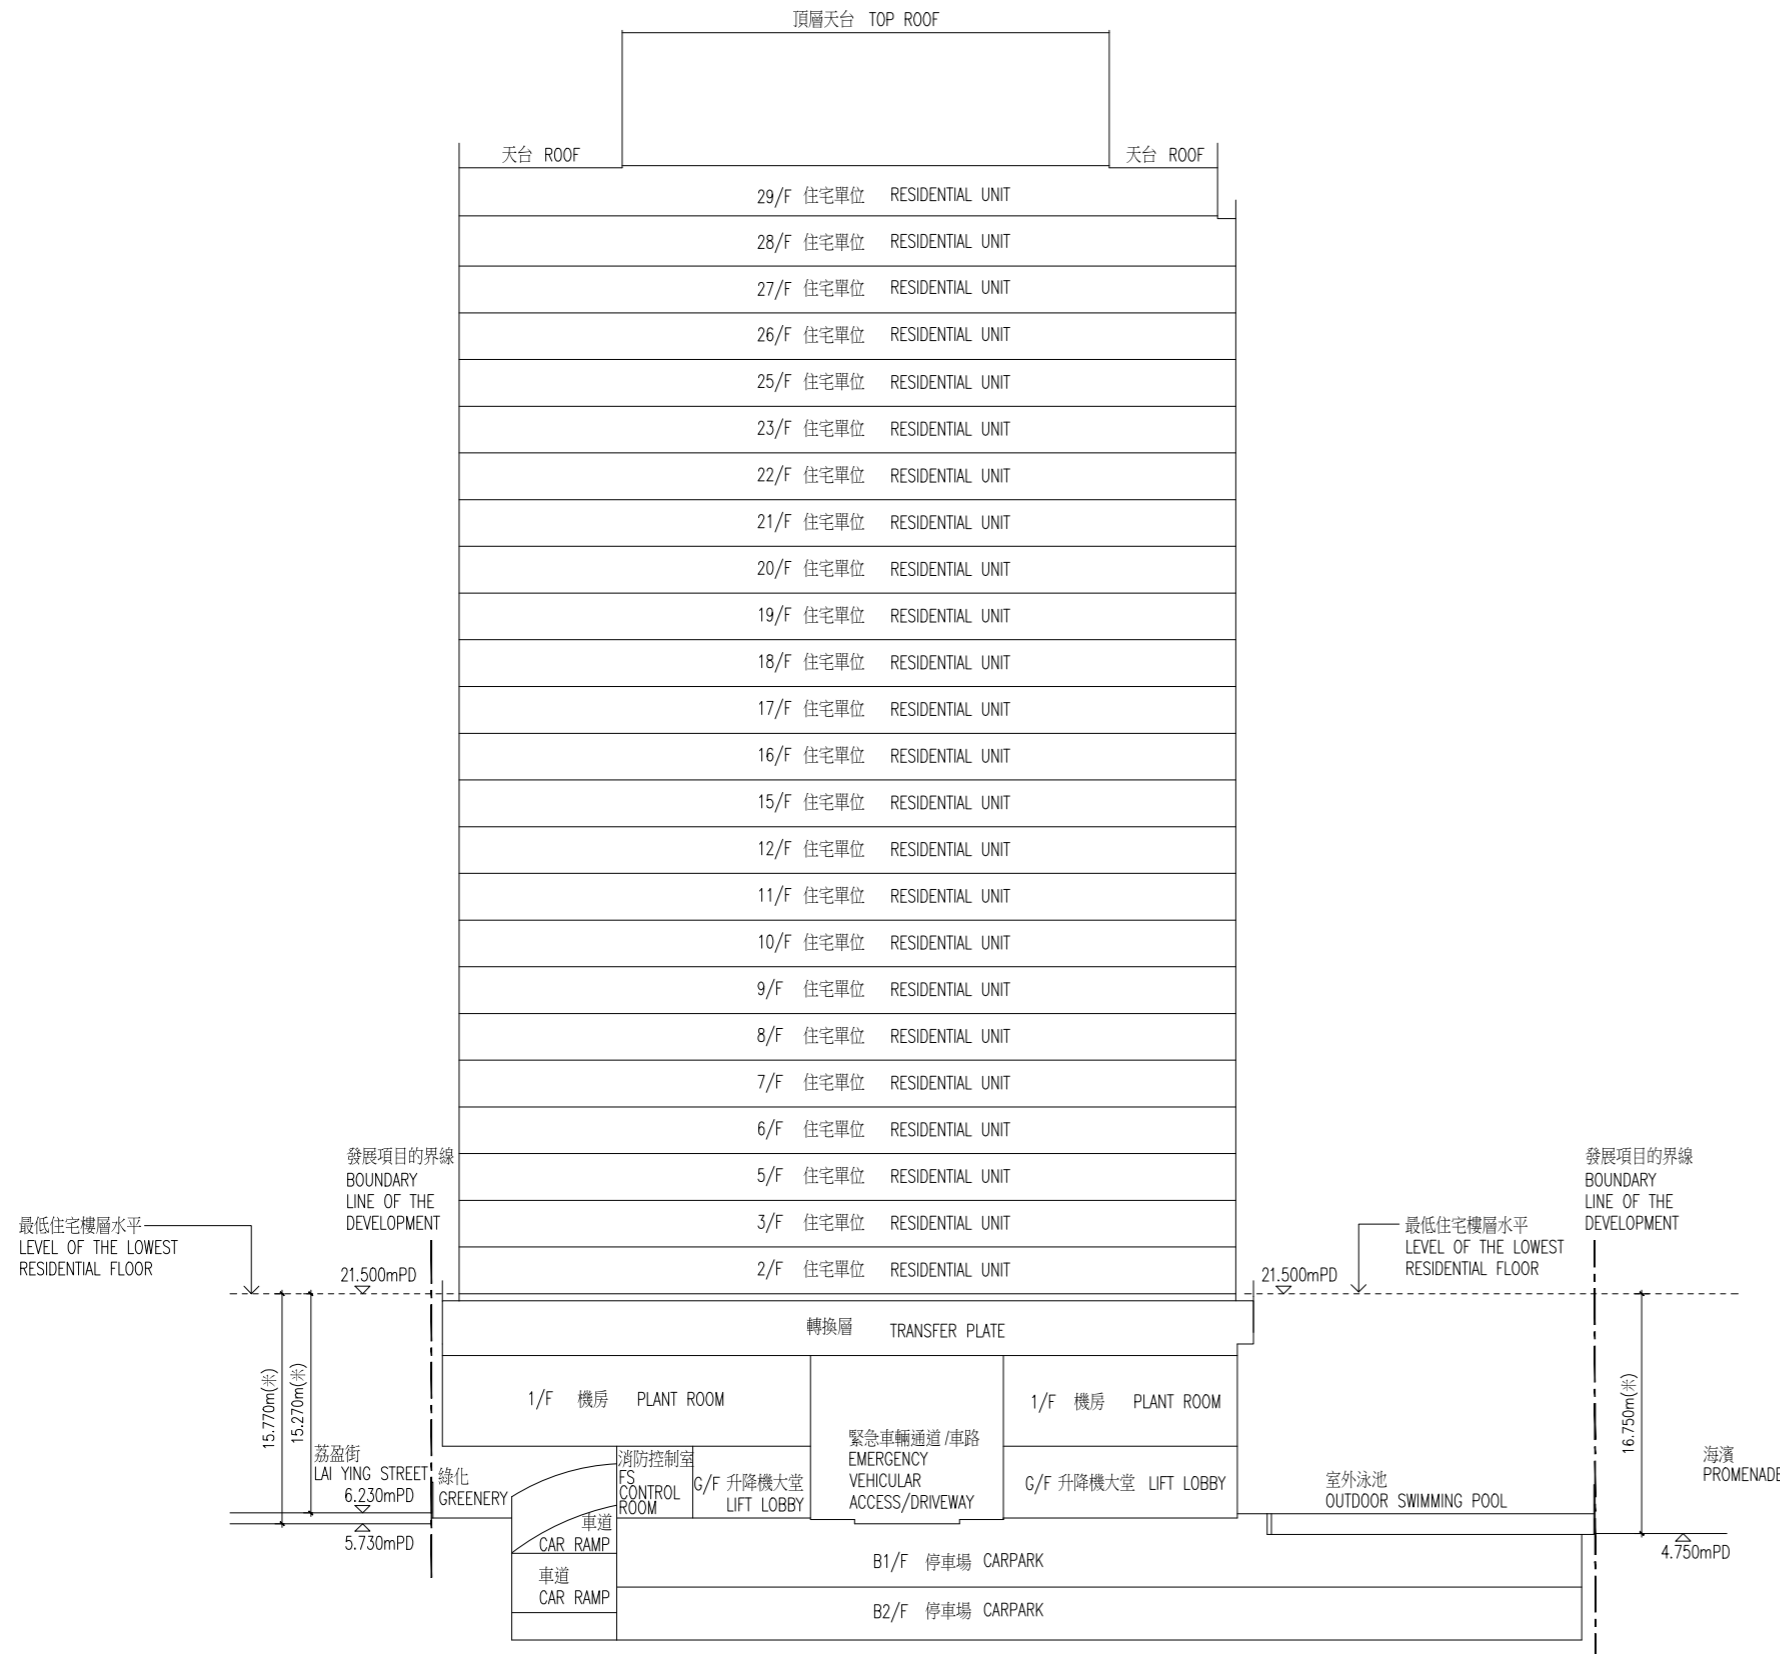 頂層天台 TOP ROOF
天台 ROOF
天台 ROOF
29/F 住宅單位 RESIDENTIAL UNIT
28/F 住宅單位 RESIDENTIAL UNIT
27/F 住宅單位 RESIDENTIAL UNIT
26/F 住宅單位 RESIDENTIAL UNIT
25/F 住宅單位 RESIDENTIAL UNIT
23/F 住宅單位 RESIDENTIAL UNIT
22/F 住宅單位 RESIDENTIAL UNIT
21/F 住宅單位 RESIDENTIAL UNIT
20/F 住宅單位 RESIDENTIAL UNIT
19/F 住宅單位 RESIDENTIAL UNIT
18/F 住宅單位 RESIDENTIAL UNIT
17/F 住宅單位 RESIDENTIAL UNIT
16/F 住宅單位 RESIDENTIAL UNIT
15/F 住宅單位 RESIDENTIAL UNIT
12/F 住宅單位 RESIDENTIAL UNIT
11/F 住宅單位 RESIDENTIAL UNIT
10/F 住宅單位 RESIDENTIAL UNIT
9/F 住宅單位 RESIDENTIAL UNIT
8/F 住宅單位 RESIDENTIAL UNIT
7/F 住宅單位 RESIDENTIAL UNIT
6/F 住宅單位 RESIDENTIAL UNIT
5/F 住宅單位 RESIDENTIAL UNIT
3/F 住宅單位 RESIDENTIAL UNIT
2/F 住宅單位 RESIDENTIAL UNIT
發展項目的界線
BOUNDARY
LINE OF THE
DEVELOPMENT
最低住宅樓層水平
LEVEL OF THE LOWEST
RESIDENTIAL FLOOR
21.500mPD
發展項目的界線
BOUNDARY
LINE OF THE
DEVELOPMENT
最低住宅樓層水平
LEVEL OF THE LOWEST
RESIDENTIAL FLOOR
21.500mPD
轉換層 TRANSFER PLATE
1/F 機房 PLANT ROOM
1/F 機房 PLANT ROOM
15.770m(米)
15.270m(米)
16.750m(米)
荔盈街
LAI YING STREET
6.230mPD
5.730mPD
綠化
GREENERY
消防控制室
FS
CONTROL
ROOM
G/F 升降機大堂
LIFT LOBBY
緊急車輛通道/車路
EMERGENCY
VEHICULAR
ACCESS/DRIVEWAY
G/F 升降機大堂 LIFT LOBBY
室外泳池
OUTDOOR SWIMMING POOL
海濱
PROMENADE
4.750mPD
車道
CAR RAMP
車道
CAR RAMP
B1/F 停車場 CARPARK
B2/F 停車場 CARPARK